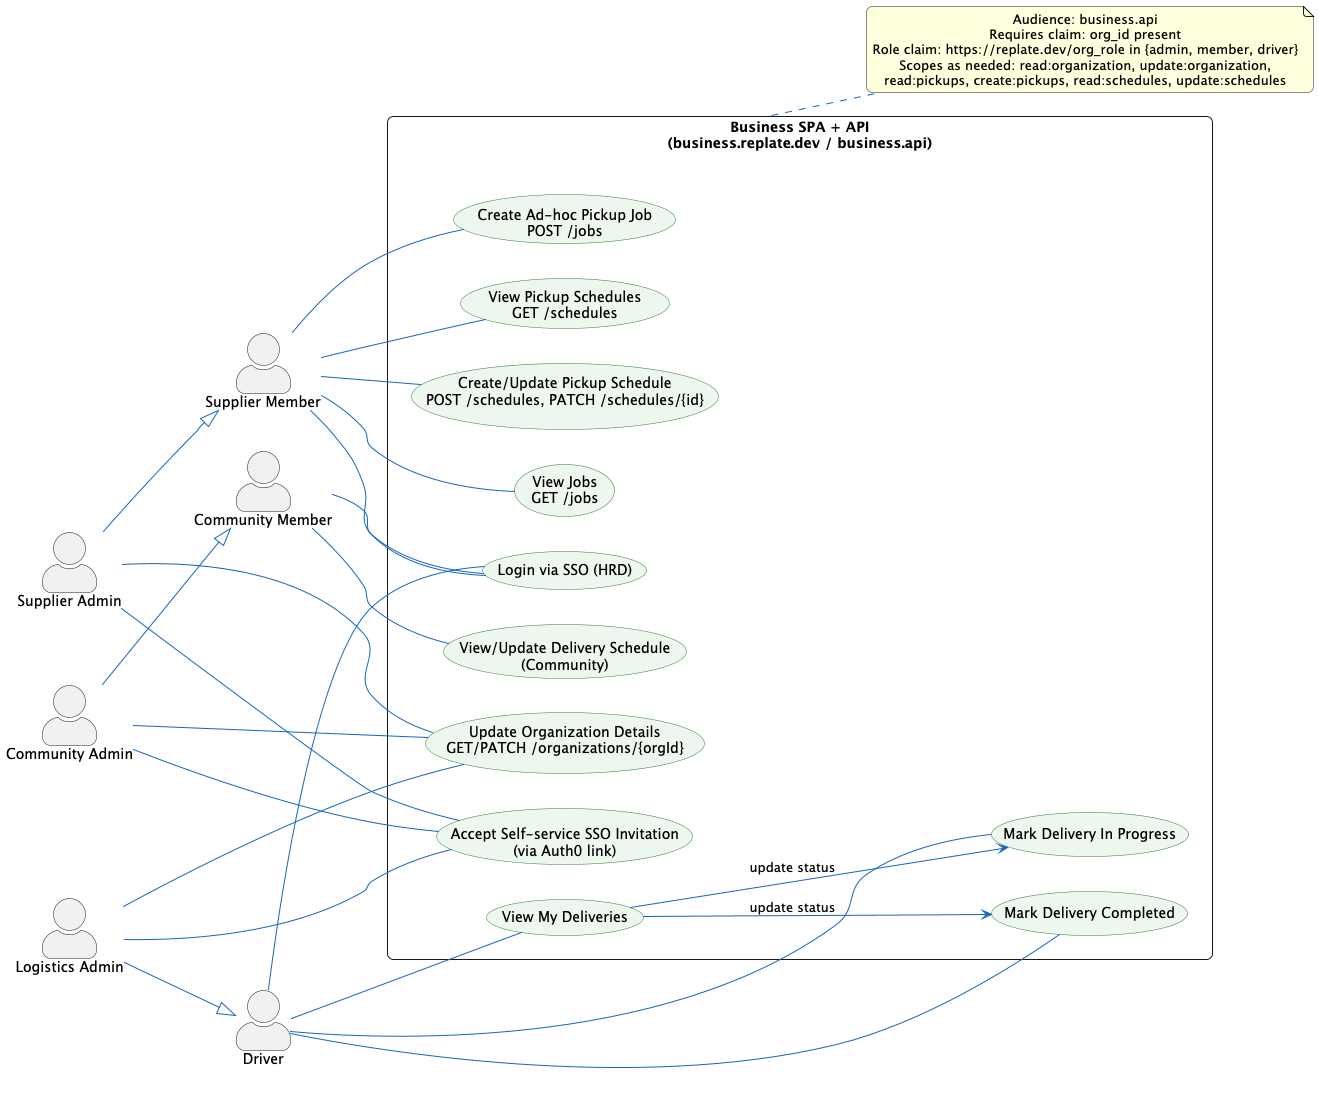 Audience: business.api
Requires claim: org_id present
Role claim: https://replate.dev/org_role in {admin, member, driver}
Scopes as needed: read:organization, update:organization,
read:pickups, create:pickups, read:schedules, update:schedules
Business SPA + API
(business.replate.dev / business.api)
Create Ad-hoc Pickup Job
POST /jobs
View Pickup Schedules
GET /schedules
Create/Update Pickup Schedule
POST /schedules, PATCH /schedules/{id}
Supplier Member
View Jobs
GET /jobs
Community Member
Login via SSO (HRD)
Supplier Admin
View/Update Delivery Schedule
(Community)
Update Organization Details
GET/PATCH /organizations/{orgId}
Community Admin
Accept Self-service SSO Invitation
(via Auth0 link)
Mark Delivery In Progress
update status
View My Deliveries
update status
Mark Delivery Completed
Logistics Admin
Driver